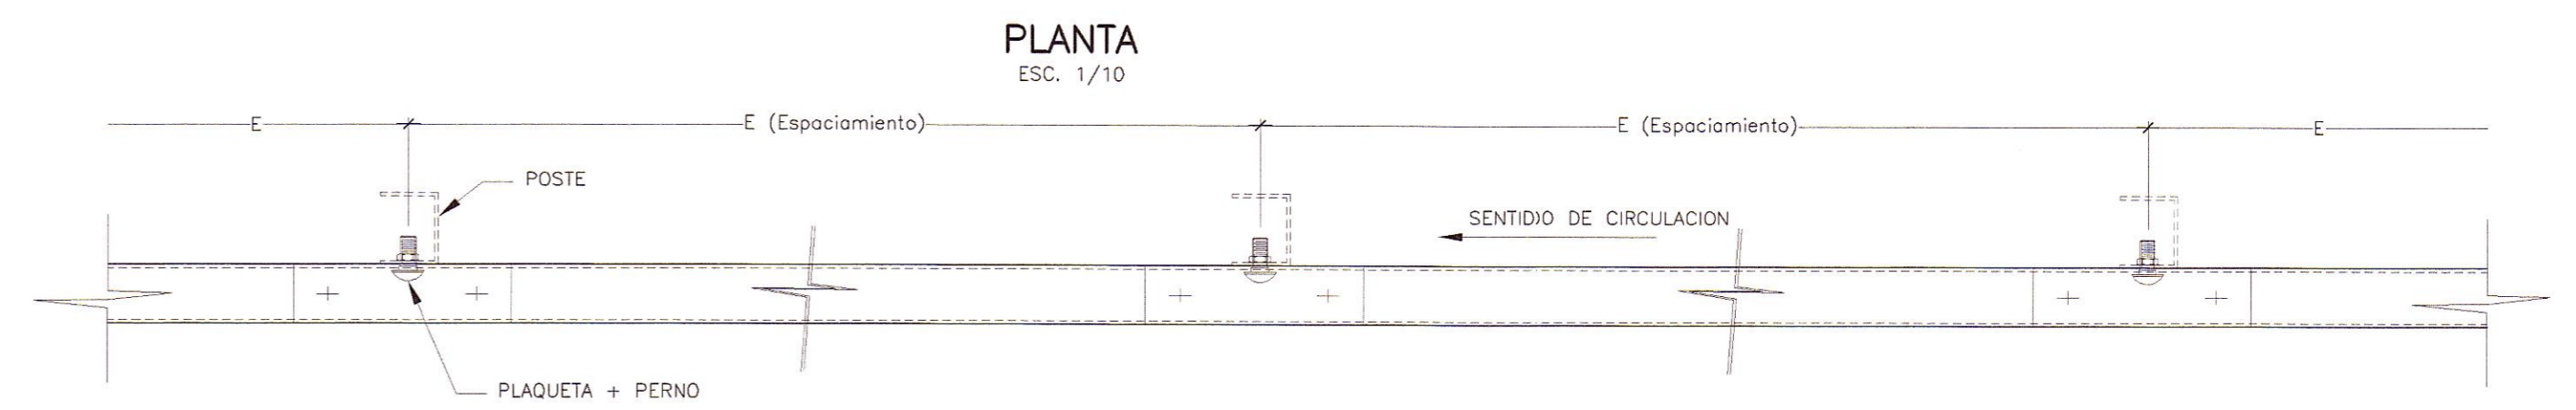 PLANTA
ESC. 1/10
E E (Espaciamiento) E (Espaciamiento) E
POSTE
SENTIDO DE CIRCULACION
PLAQUETA + PERNO